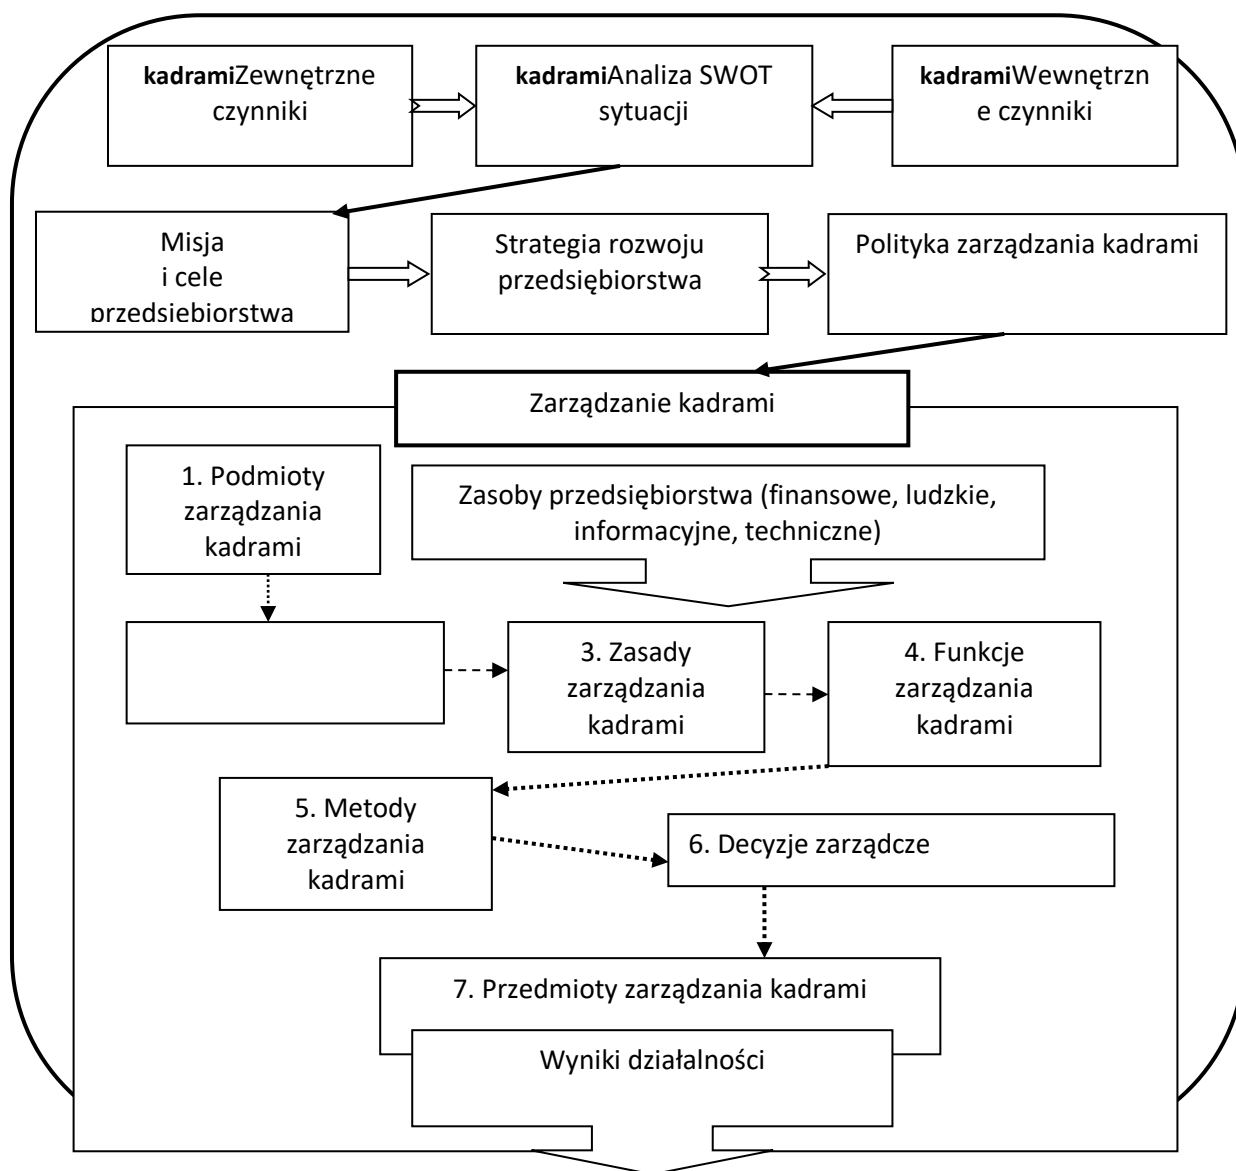 kadramiZewnętrzne
czynniki
kadramiAnaliza SWOT
sytuacji
kadramiWewnętrzn
e czynniki
Misja
i cele
przedsiebiorstwa
Strategia rozwoju
przedsiębiorstwa
Polityka zarządzania kadrami
Zarządzanie kadrami
1. Podmioty
zarządzania
kadrami
Zasoby przedsiębiorstwa (finansowe, ludzkie,
informacyjne, techniczne)
3. Zasady
zarządzania
kadrami
4. Funkcje
zarządzania
kadrami
5. Metody
zarządzania
kadrami
6. Decyzje zarządcze
7. Przedmioty zarządzania kadrami
Wyniki działalności